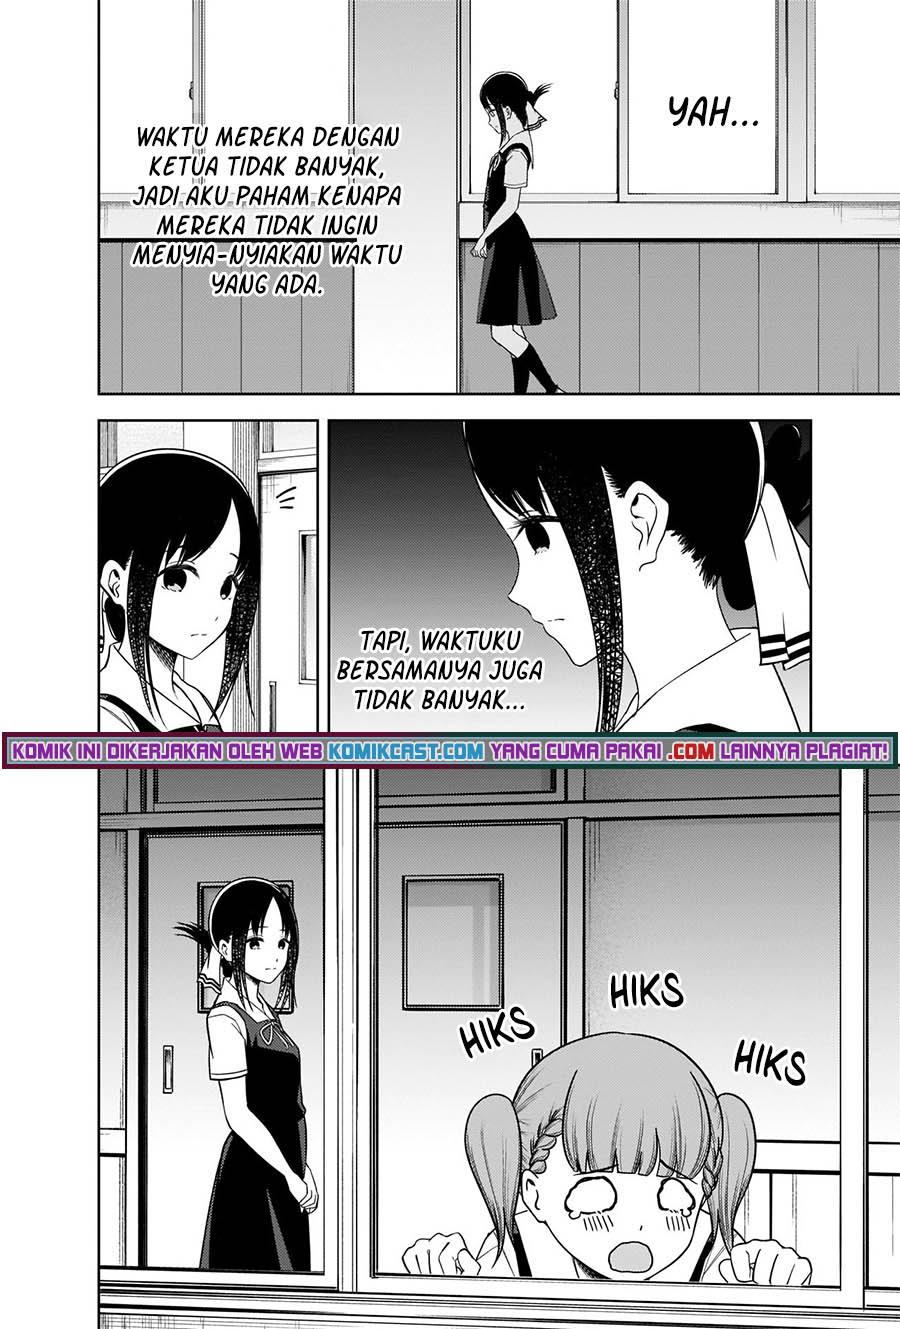 YAH...
WAKTU MEREKA DENGAN
KETUA TIDAK BANYAK,
JADI AKU PAHAM KENAPA
MEREKA TIDAK INGIN
MENYIA-NYIAKAN WAKTU
YANG ADA.
TAPI, WAKTUKU
BERSAMANYA JUGA
TIDAK BANYAK...
KOMIK INI DIKERJAKAN OLEH WEB KOMIKCAST.COM YANG CUMA PAKAI .COM LAINNYA PLAGIAT!
HIKS
HIKS
HIKS